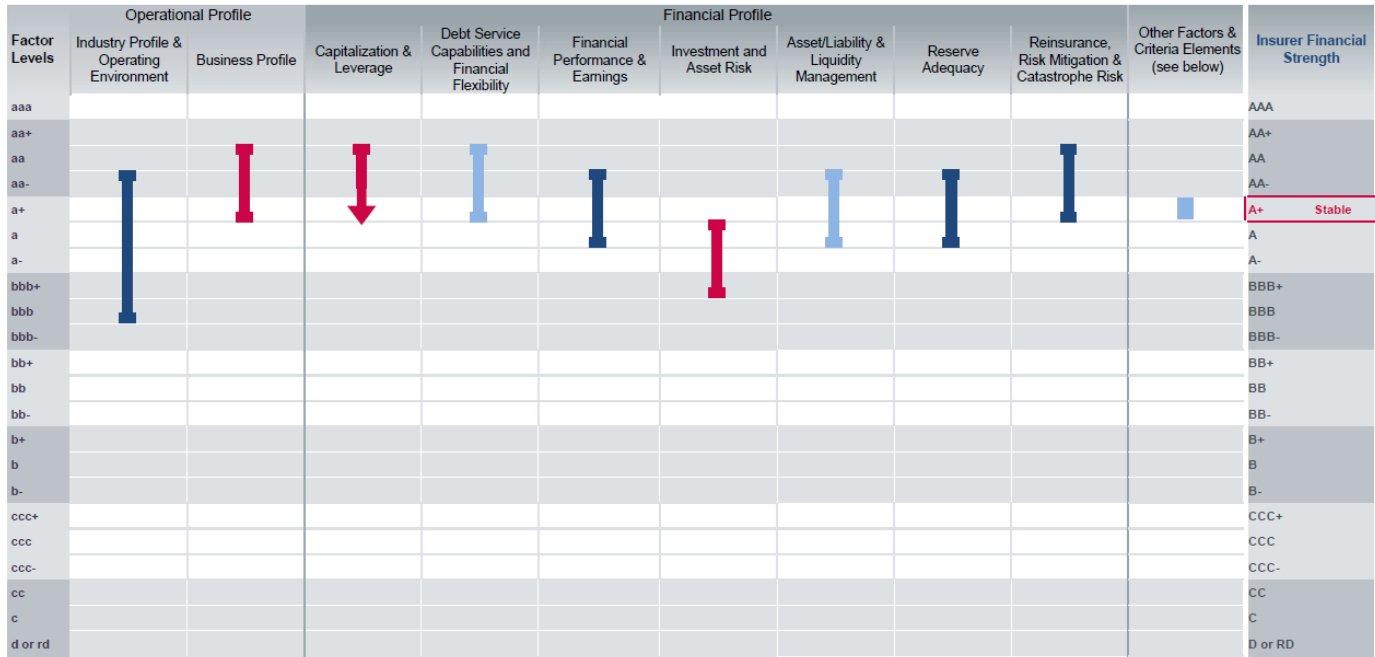 Operational Profile
Financial Profile
Factor
Levels
Industry Profile &
Operating
Environment
Business Profile
Capitalization &
Leverage
Debt Service
Capabilities and
Financial
Flexibility
Financial
Performance &
Earnings
Investment and
Asset Risk
Asset/Liability &
Liquidity
Management
Reserve
Adequacy
Reinsurance,
Risk Mitigation &
Catastrophe Risk
Other Factors &
Criteria Elements
(see below)
Insurer Financial
Strength
aaa AAA
aa+ AA+
aa AA
aa- AA-
a+ A+ Stable
a A
a- A-
bbb+ BBB+
bbb BBB
bbb- BBB-
bb+ BB+
bb BB
bb- BB-
b+ B+
b B
b- B-
ccc+ CCC+
ccc CCC
ccc- CCC-
cc CC
c C
d or rd D or RD